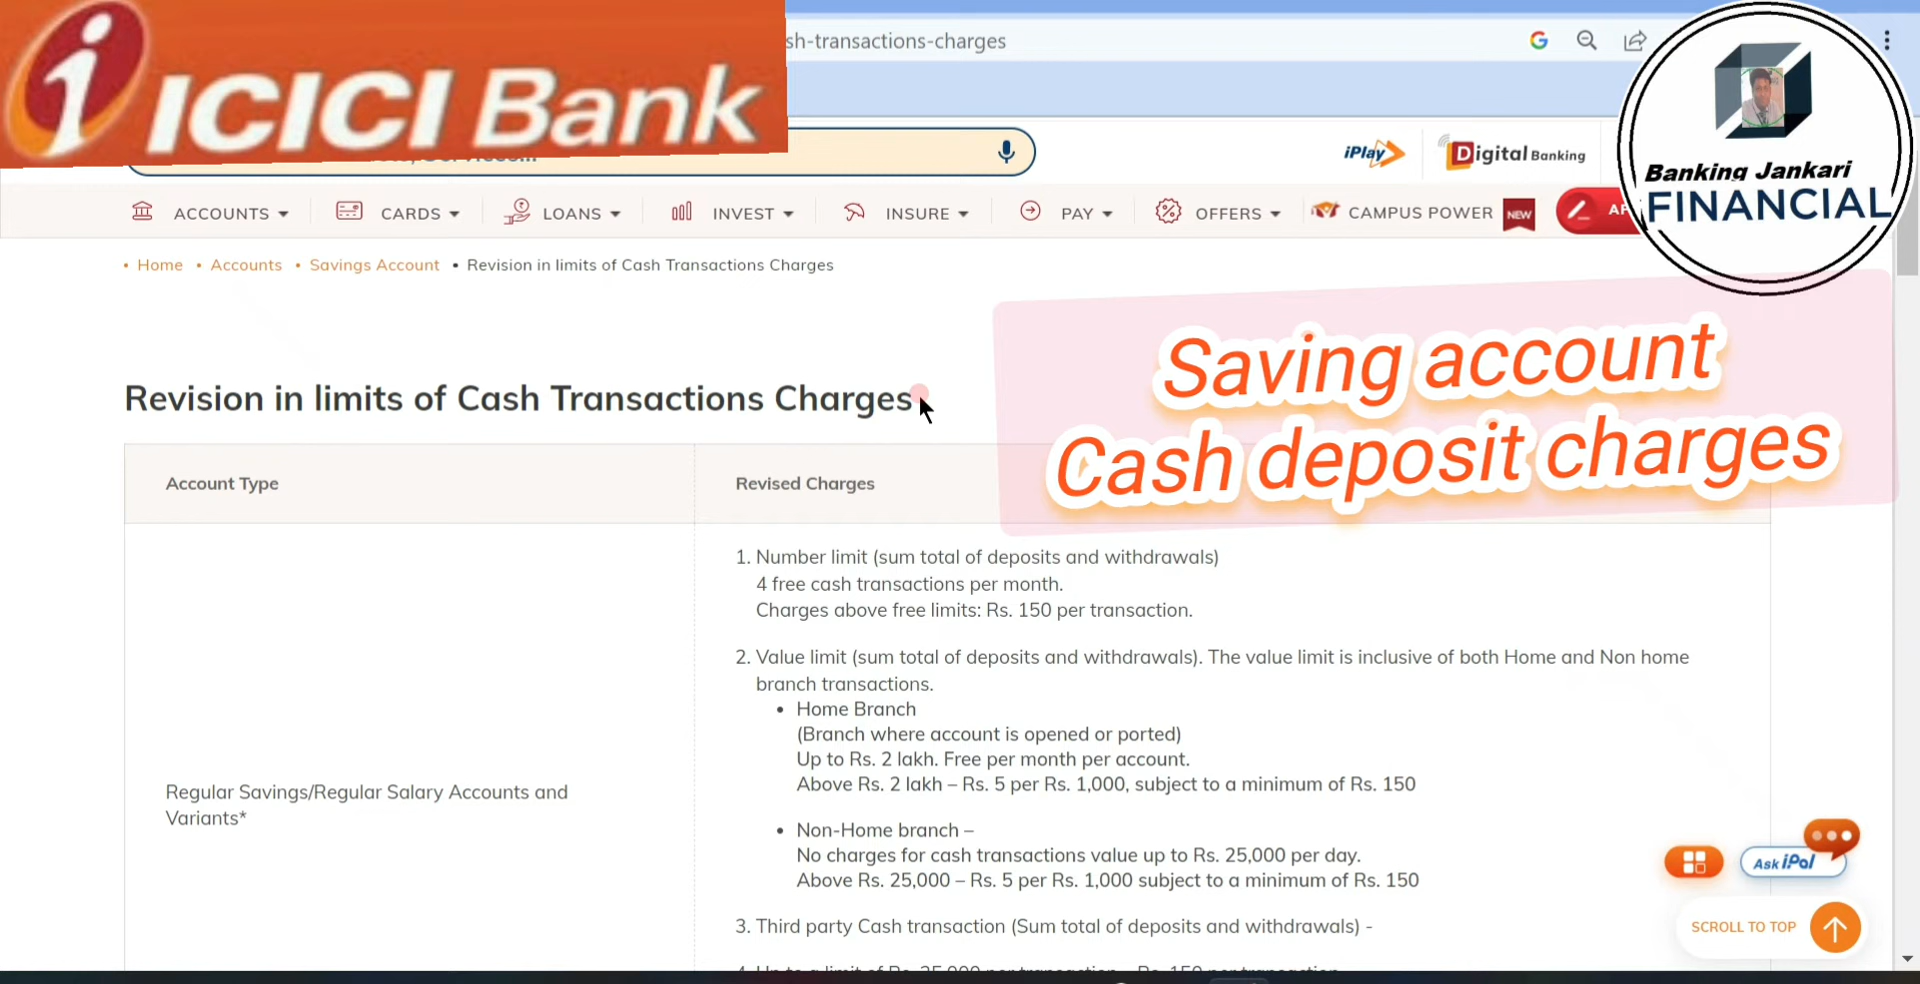 ICICI Bank
sh-transactions-charges
iPlay
Digital Banking
ACCOUNTS
CARDS
LOANS
INVEST
INSURE
PAY
OFFERS
CAMPUS POWER
NEW
Banking Jankari
FINANCIAL
Home
Accounts
Savings Account
Revision in limits of Cash Transactions Charges
Saving account
Cash deposit charges
Revision in limits of Cash Transactions Charges
Account Type
Revised Charges
1. Number limit (sum total of deposits and withdrawals)
4 free cash transactions per month.
Charges above free limits: Rs. 150 per transaction.
2. Value limit (sum total of deposits and withdrawals). The value limit is inclusive of both Home and Non home
branch transactions.
• Home Branch
(Branch where account is opened or ported)
Up to Rs. 2 lakh. Free per month per account.
Above Rs. 2 lakh – Rs. 5 per Rs. 1,000, subject to a minimum of Rs. 150
Regular Savings/Regular Salary Accounts and
Variants*
• Non-Home branch –
No charges for cash transactions value up to Rs. 25,000 per day.
Above Rs. 25,000 – Rs. 5 per Rs. 1,000 subject to a minimum of Rs. 150
Ask iPal
3. Third party Cash transaction (Sum total of deposits and withdrawals) -
SCROLL TO TOP